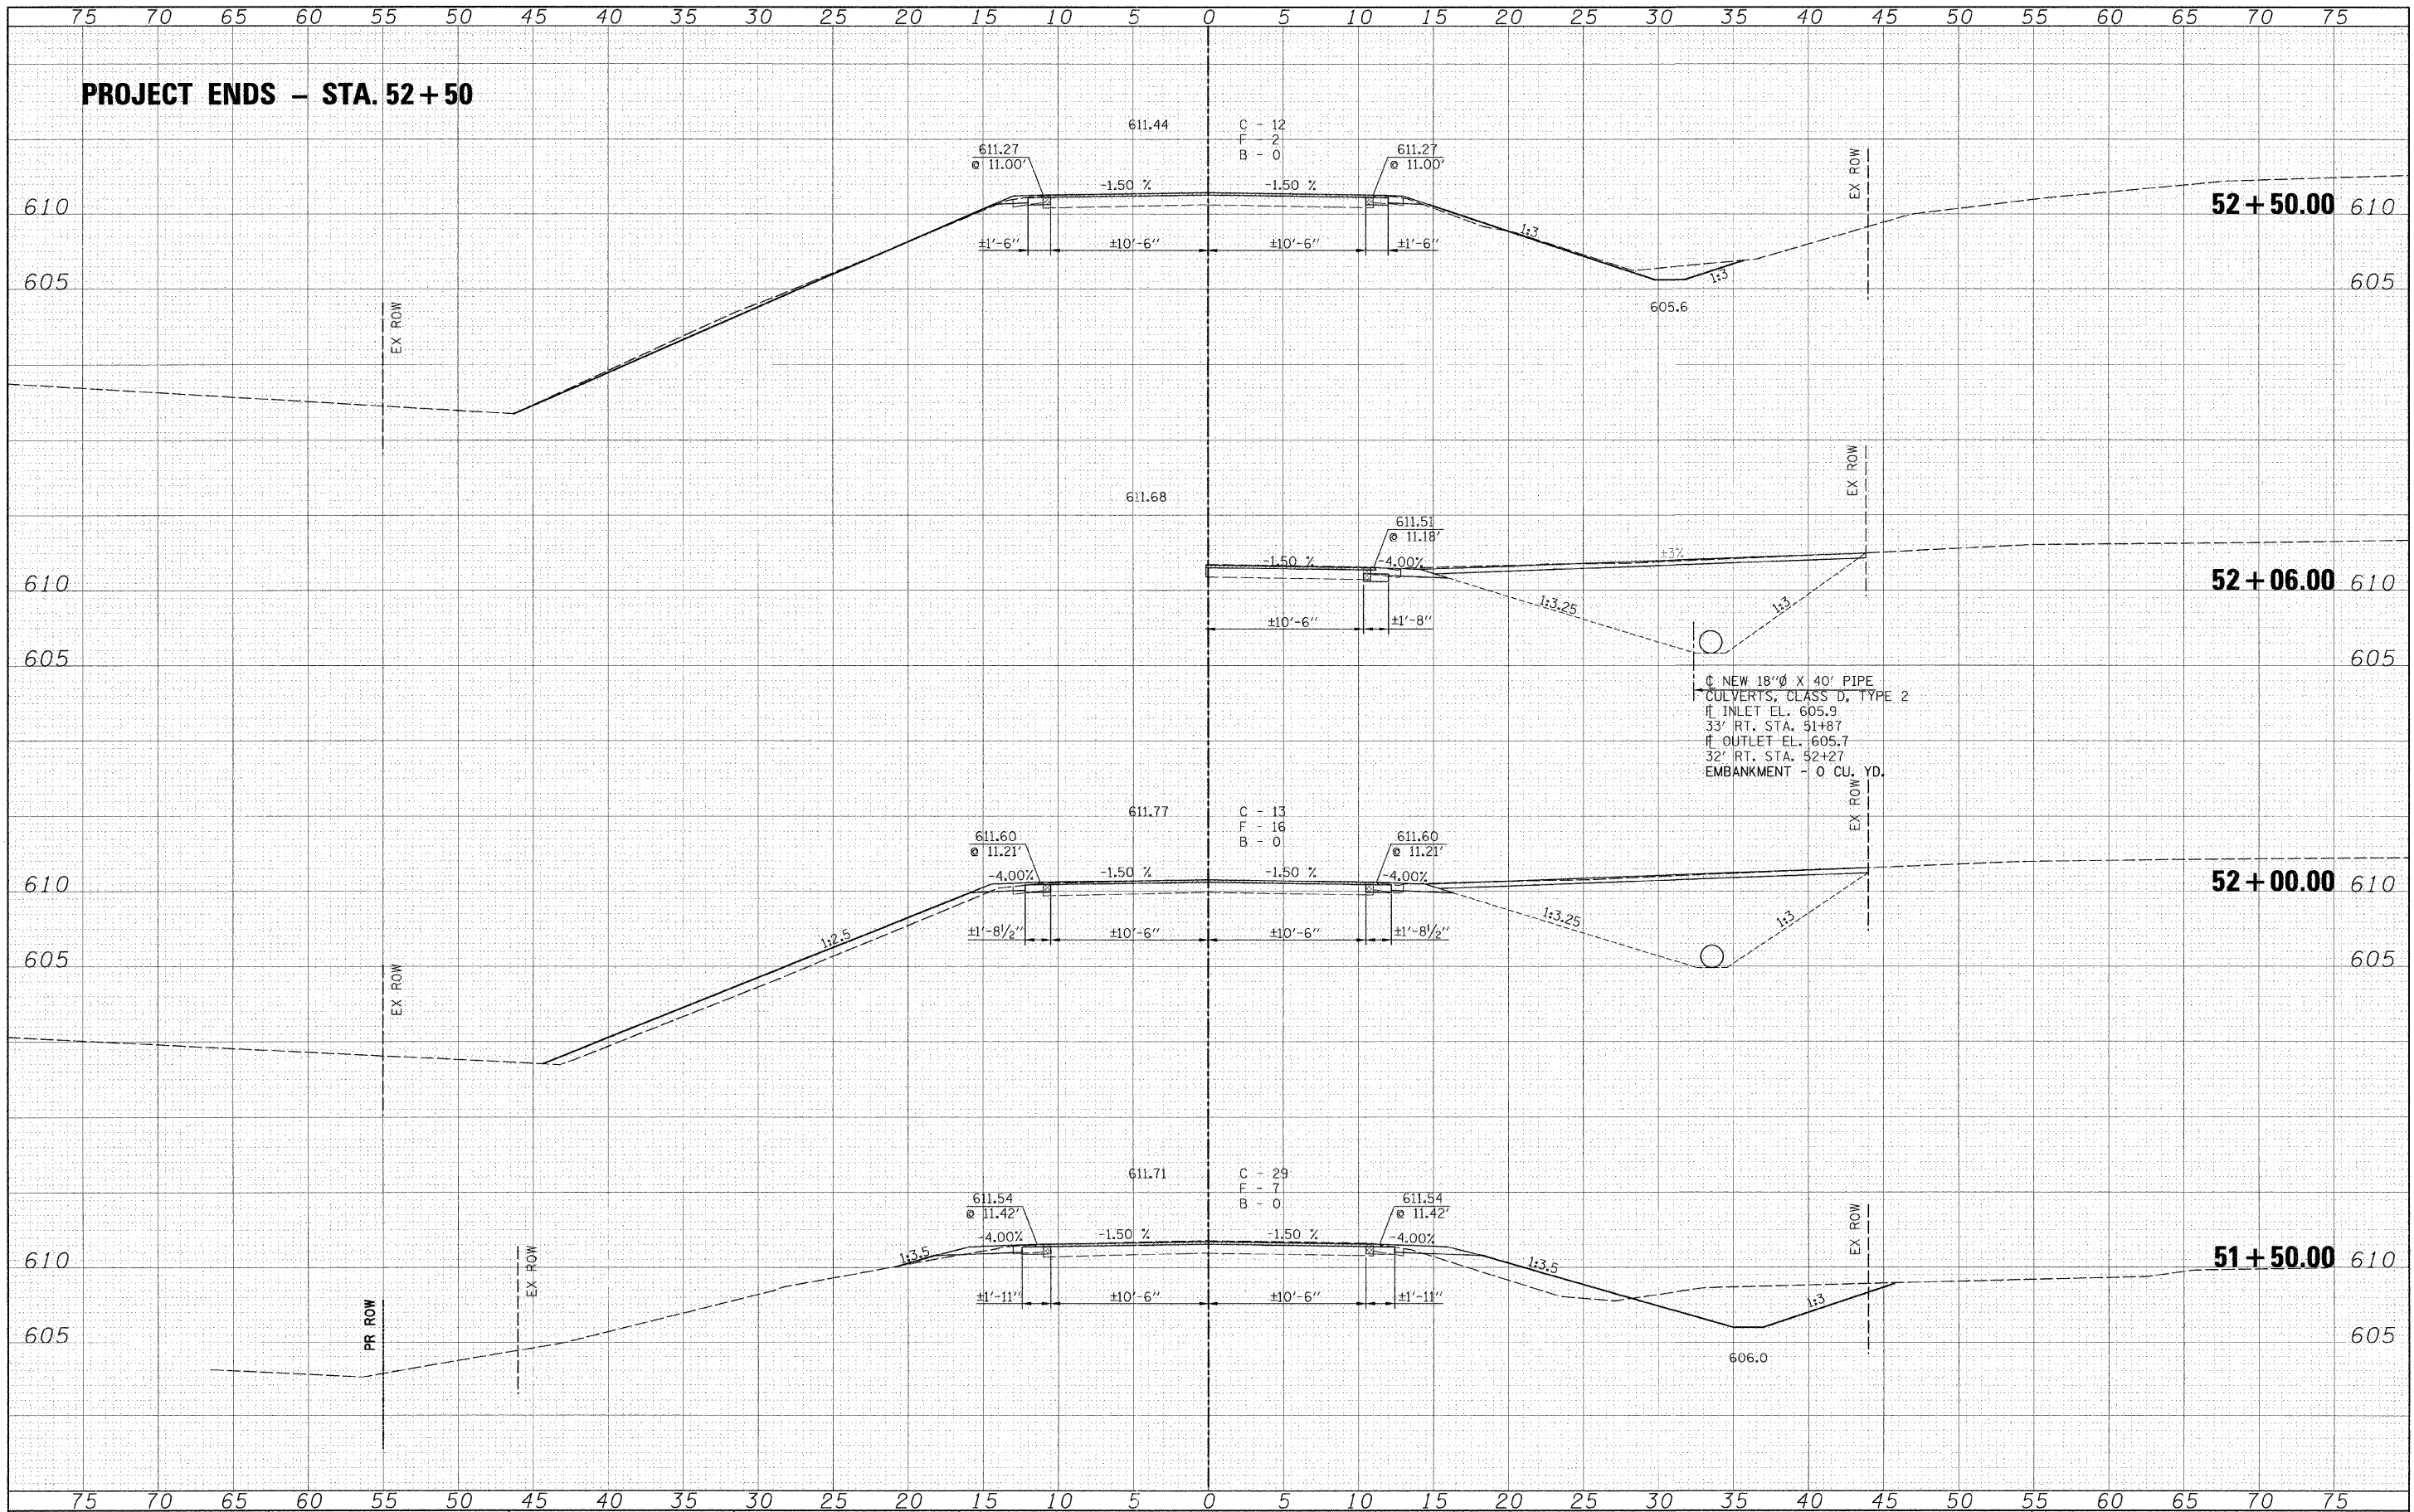 75 70 65 60 55 50 45 40 35 30 25 20 15 10 5 0 5 10 15 20 25 30 35 40 45 50 55 60 65 70 75
PROJECT ENDS – STA. 52+50
611.44
C - 12
F - 2
B - 0
611.27
@ 11.00'
611.27
@ 11.00'
-1.50 %
-1.50 %
EX ROW
610
52+50.00
610
1:3
±1'-6"
±10'-6"
±10'-6"
±1'-6"
1:3
605
605
605.6
EX ROW
611.68
EX ROW
611.51
@ 11.18'
-1.50 %
-4.00%
±3%
610
52+06.00
610
1:3.25
1:3
±10'-6"
±1'-8"
605
605
℄ NEW 18"Ø X 40' PIPE
CULVERTS, CLASS D, TYPE 2
FL INLET EL. 605.9
33' RT. STA. 51+87
FL OUTLET EL. 605.7
32' RT. STA. 52+27
EMBANKMENT - 0 CU. YD.
611.77
C - 13
F - 16
B - 0
EX ROW
611.60
@ 11.21'
611.60
@ 11.21'
-4.00%
-1.50 %
-1.50 %
-4.00%
610
52+00.00
610
1:2.5
1:3.25
1:3
±1'-8½"
±10'-6"
±10'-6"
±1'-8½"
605
605
EX ROW
611.71
C - 29
F - 7
B - 0
611.54
@ 11.42'
611.54
@ 11.42'
-4.00%
-1.50 %
-1.50 %
-4.00%
EX ROW
610
1:3.5
EX ROW
1:3.5
51+50.00
610
±1'-11"
±10'-6"
±10'-6"
±1'-11"
1:3
PR ROW
605
605
606.0
75 70 65 60 55 50 45 40 35 30 25 20 15 10 5 0 5 10 15 20 25 30 35 40 45 50 55 60 65 70 75